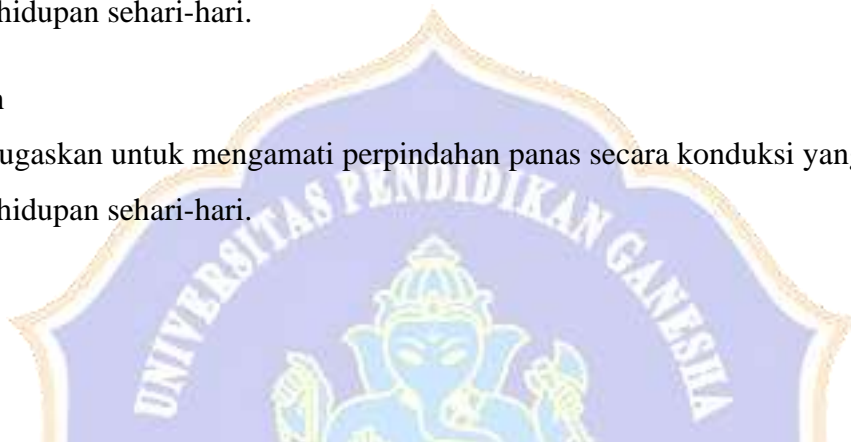 hidupan sehari-hari.
ugaskan untuk mengamati perpindahan panas secara konduksi yang
hidupan sehari-hari.
UNIVERSITAS PENDIDIKAN GANESHA